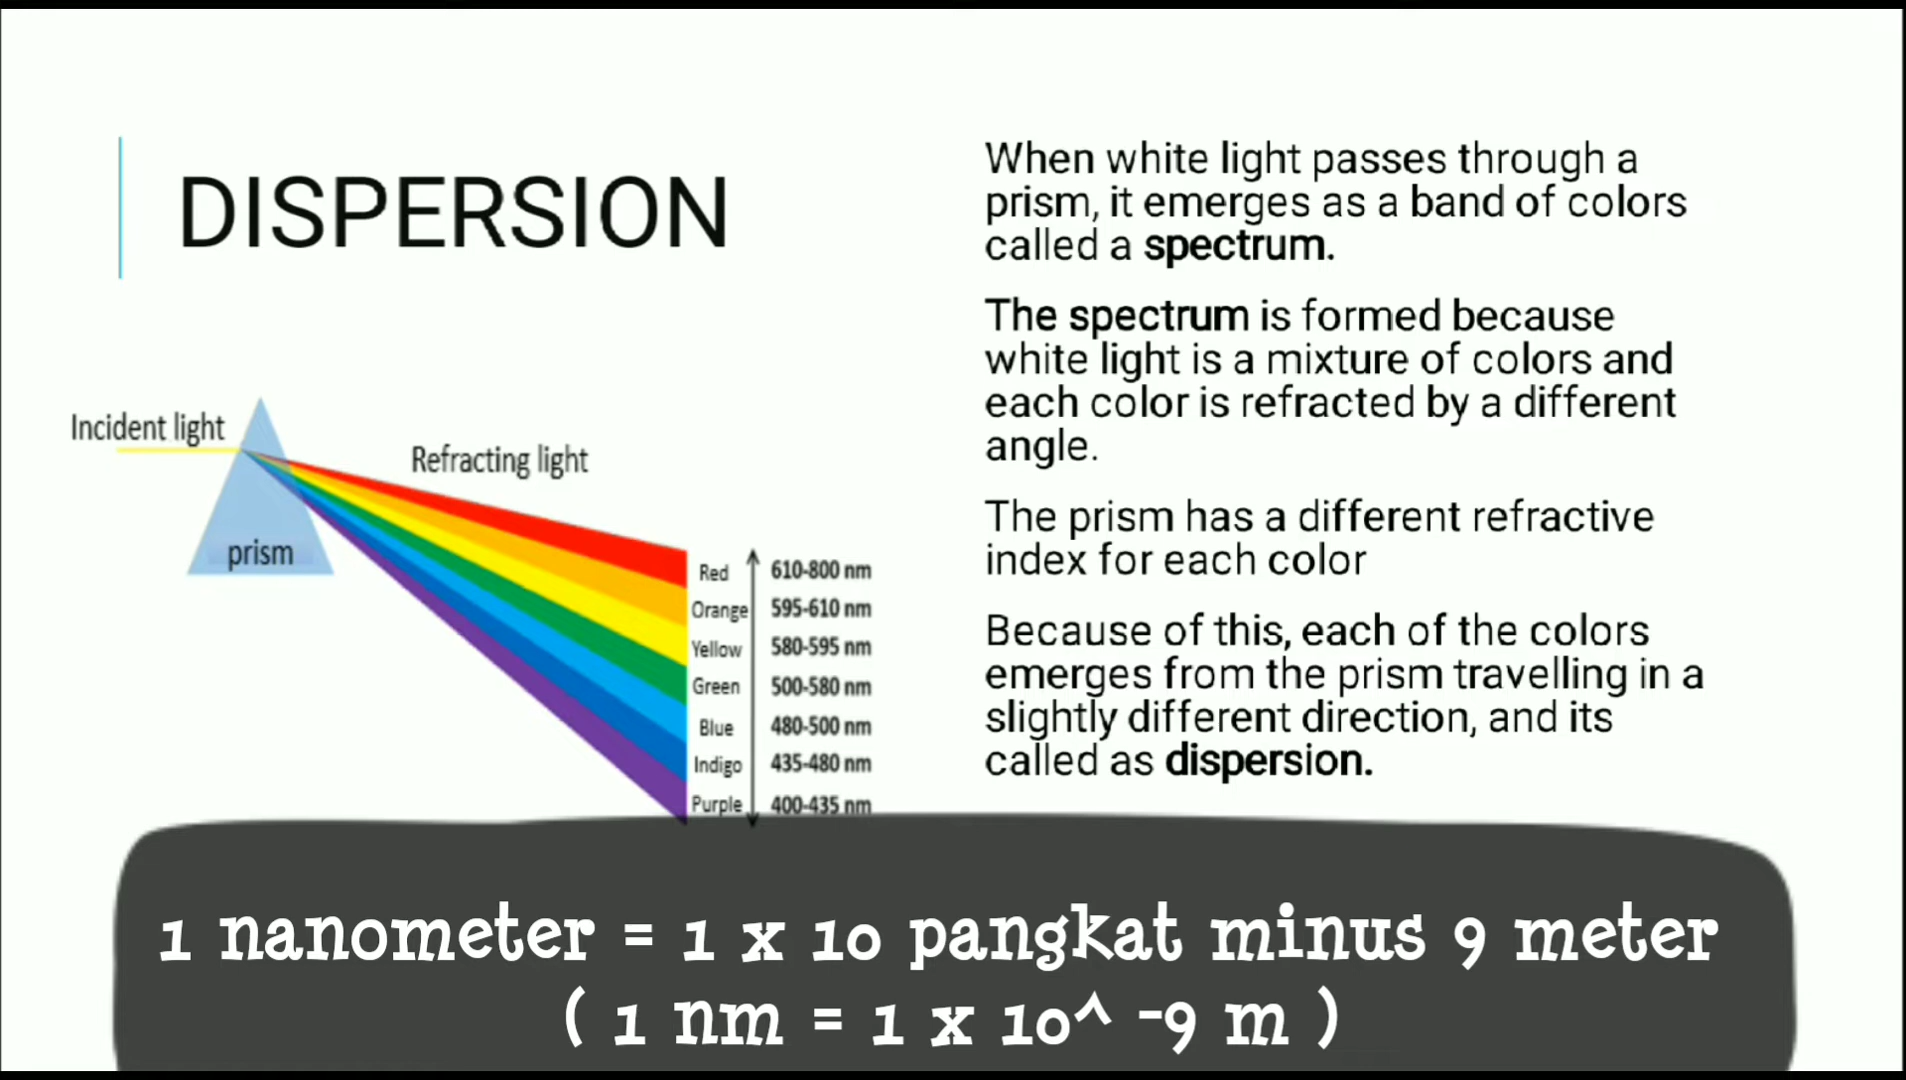 DISPERSION
When white light passes through a
prism, it emerges as a band of colors
called a spectrum.
The spectrum is formed because
white light is a mixture of colors and
each color is refracted by a different
angle.
The prism has a different refractive
index for each color
Because of this, each of the colors
emerges from the prism travelling in a
slightly different direction, and its
called as dispersion.
Incident light
Refracting light
prism
Red 610-800 nm
Orange 595-610 nm
Yellow 580-595 nm
Green 500-580 nm
Blue 480-500 nm
Indigo 435-480 nm
Purple 400-435 nm
1 nanometer = 1 x 10 pangkat minus 9 meter
( 1 nm = 1 x 10^ -9 m )